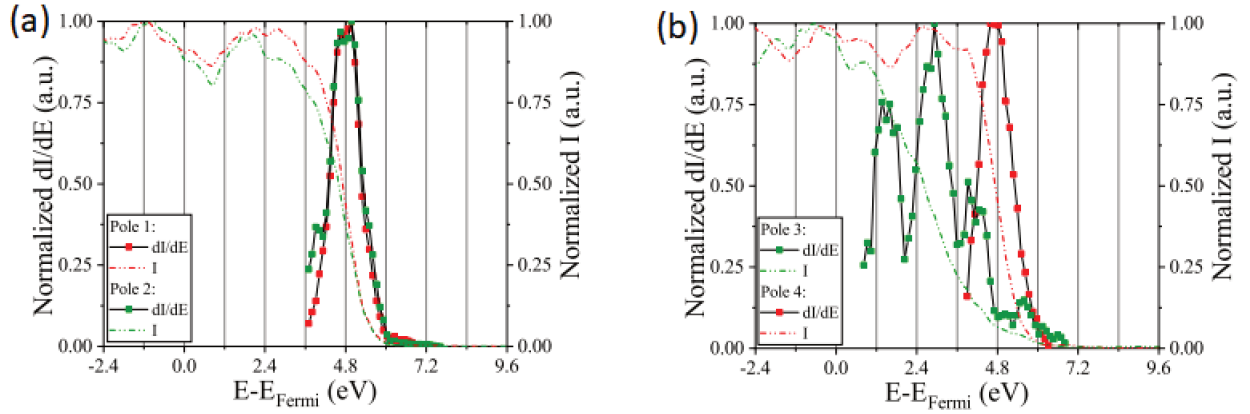 (a)
Normalized dI/dE (a.u.)
1.00
0.75
0.50
0.25
0.00
Pole 1:
dI/dE
I
Pole 2:
dI/dE
I
1.00
0.75
0.50
0.25
0.00
Normalized I (a.u.)
-2.4 0.0 2.4 4.8 7.2 9.6
E-EFermi (eV)
(b)
Normalized dI/dE (a.u.)
1.00
0.75
0.50
0.25
0.00
Pole 3:
dI/dE
I
Pole 4:
dI/dE
I
1.00
0.75
0.50
0.25
0.00
Normalized I (a.u.)
-2.4 0.0 2.4 4.8 7.2 9.6
E-EFermi (eV)